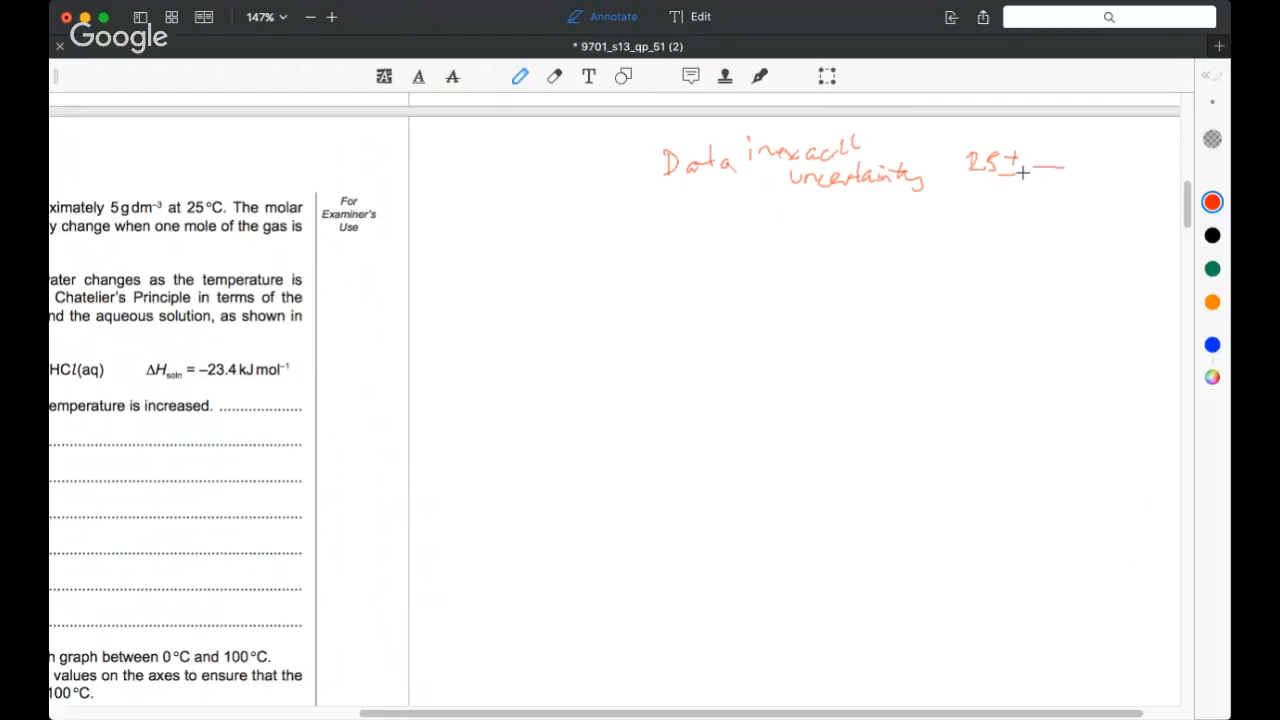 147%
Annotate
Edit
Google
* 9701_s13_qp_51 (2)
Data inexact
uncertainty 25 ±
For
Examiner's
Use
ximately 5 g dm⁻³ at 25 °C. The molar
y change when one mole of the gas is
ater changes as the temperature is
Chatelier's Principle in terms of the
nd the aqueous solution, as shown in
HCl(aq) ΔHsoln = –23.4 kJ mol⁻¹
emperature is increased. ....................
h graph between 0 °C and 100 °C.
values on the axes to ensure that the
100 °C.